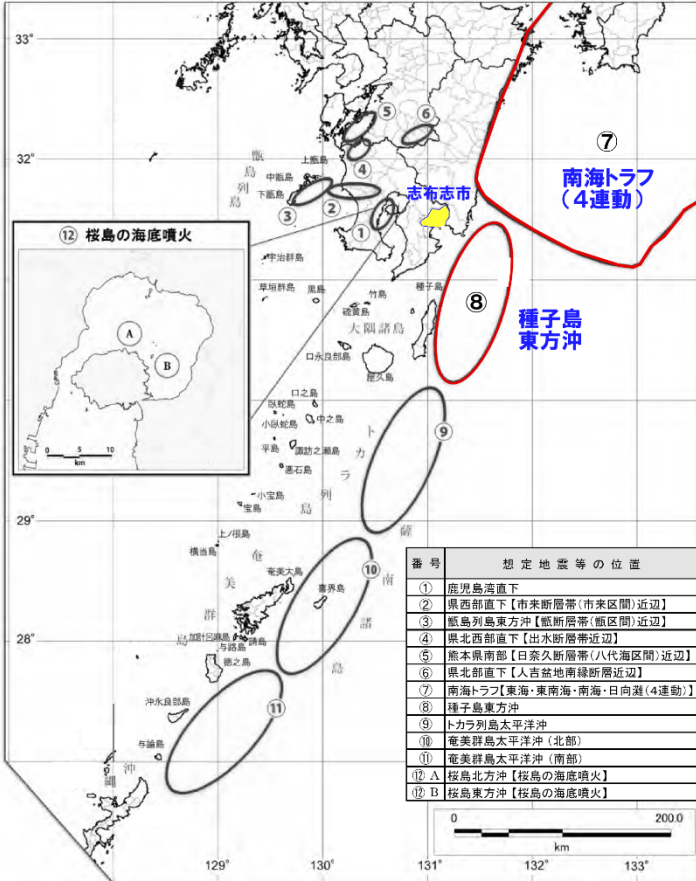 33°
32°
29°
28°
129°
130°
131°
132°
133°
⑤
⑥
④
③
②
①
⑦
南海トラフ
（4連動）
志布志市
⑧
種子島
東方沖
甑島列島
上甑島
中甑島
下甑島
宇治群島
草垣群島
黒島
竹島
硫黄島
種子島
大隅諸島
口永良部島
屋久島
⑫ 桜島の海底噴火
A
B
0 5 10
km
口之島
臥蛇島
小臥蛇島
中之島
平島
諏訪之瀬島
悪石島
小宝島
宝島
トカラ列島
⑨
薩南諸島
上ノ根島
横当島
奄美群島
奄美大島
喜界島
⑩
加計呂麻島
請島
与路島
徳之島
沖永良部島
与論島
⑪
沖縄
番号 想定地震等の位置
① 鹿児島湾直下
② 県西部直下【市来断層帯（市来区間）近辺】
③ 甑島列島東方沖【甑断層帯（甑区間）近辺】
④ 県北西部直下【出水断層帯近辺】
⑤ 熊本県南部【日奈久断層帯（八代海区間）近辺】
⑥ 県北部直下【人吉盆地南縁断層近辺】
⑦ 南海トラフ【東海・東南海・南海・日向灘（4連動）】
⑧ 種子島東方沖
⑨ トカラ列島太平洋沖
⑩ 奄美群島太平洋沖（北部）
⑪ 奄美群島太平洋沖（南部）
⑫ A 桜島北方沖【桜島の海底噴火】
⑫ B 桜島東方沖【桜島の海底噴火】
0 200.0
km